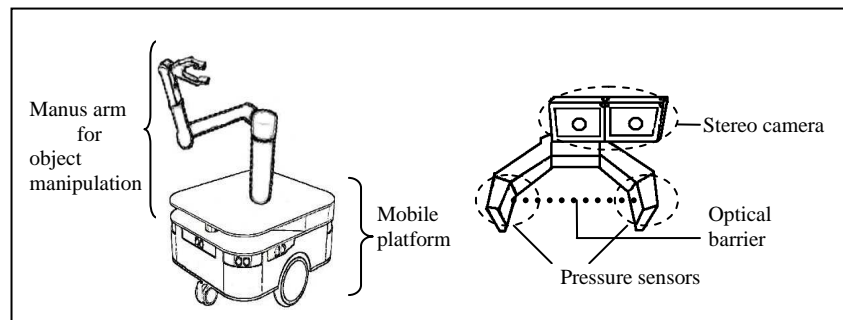 Manus arm
for
object
manipulation
Mobile
platform
Stereo camera
Optical
barrier
Pressure sensors